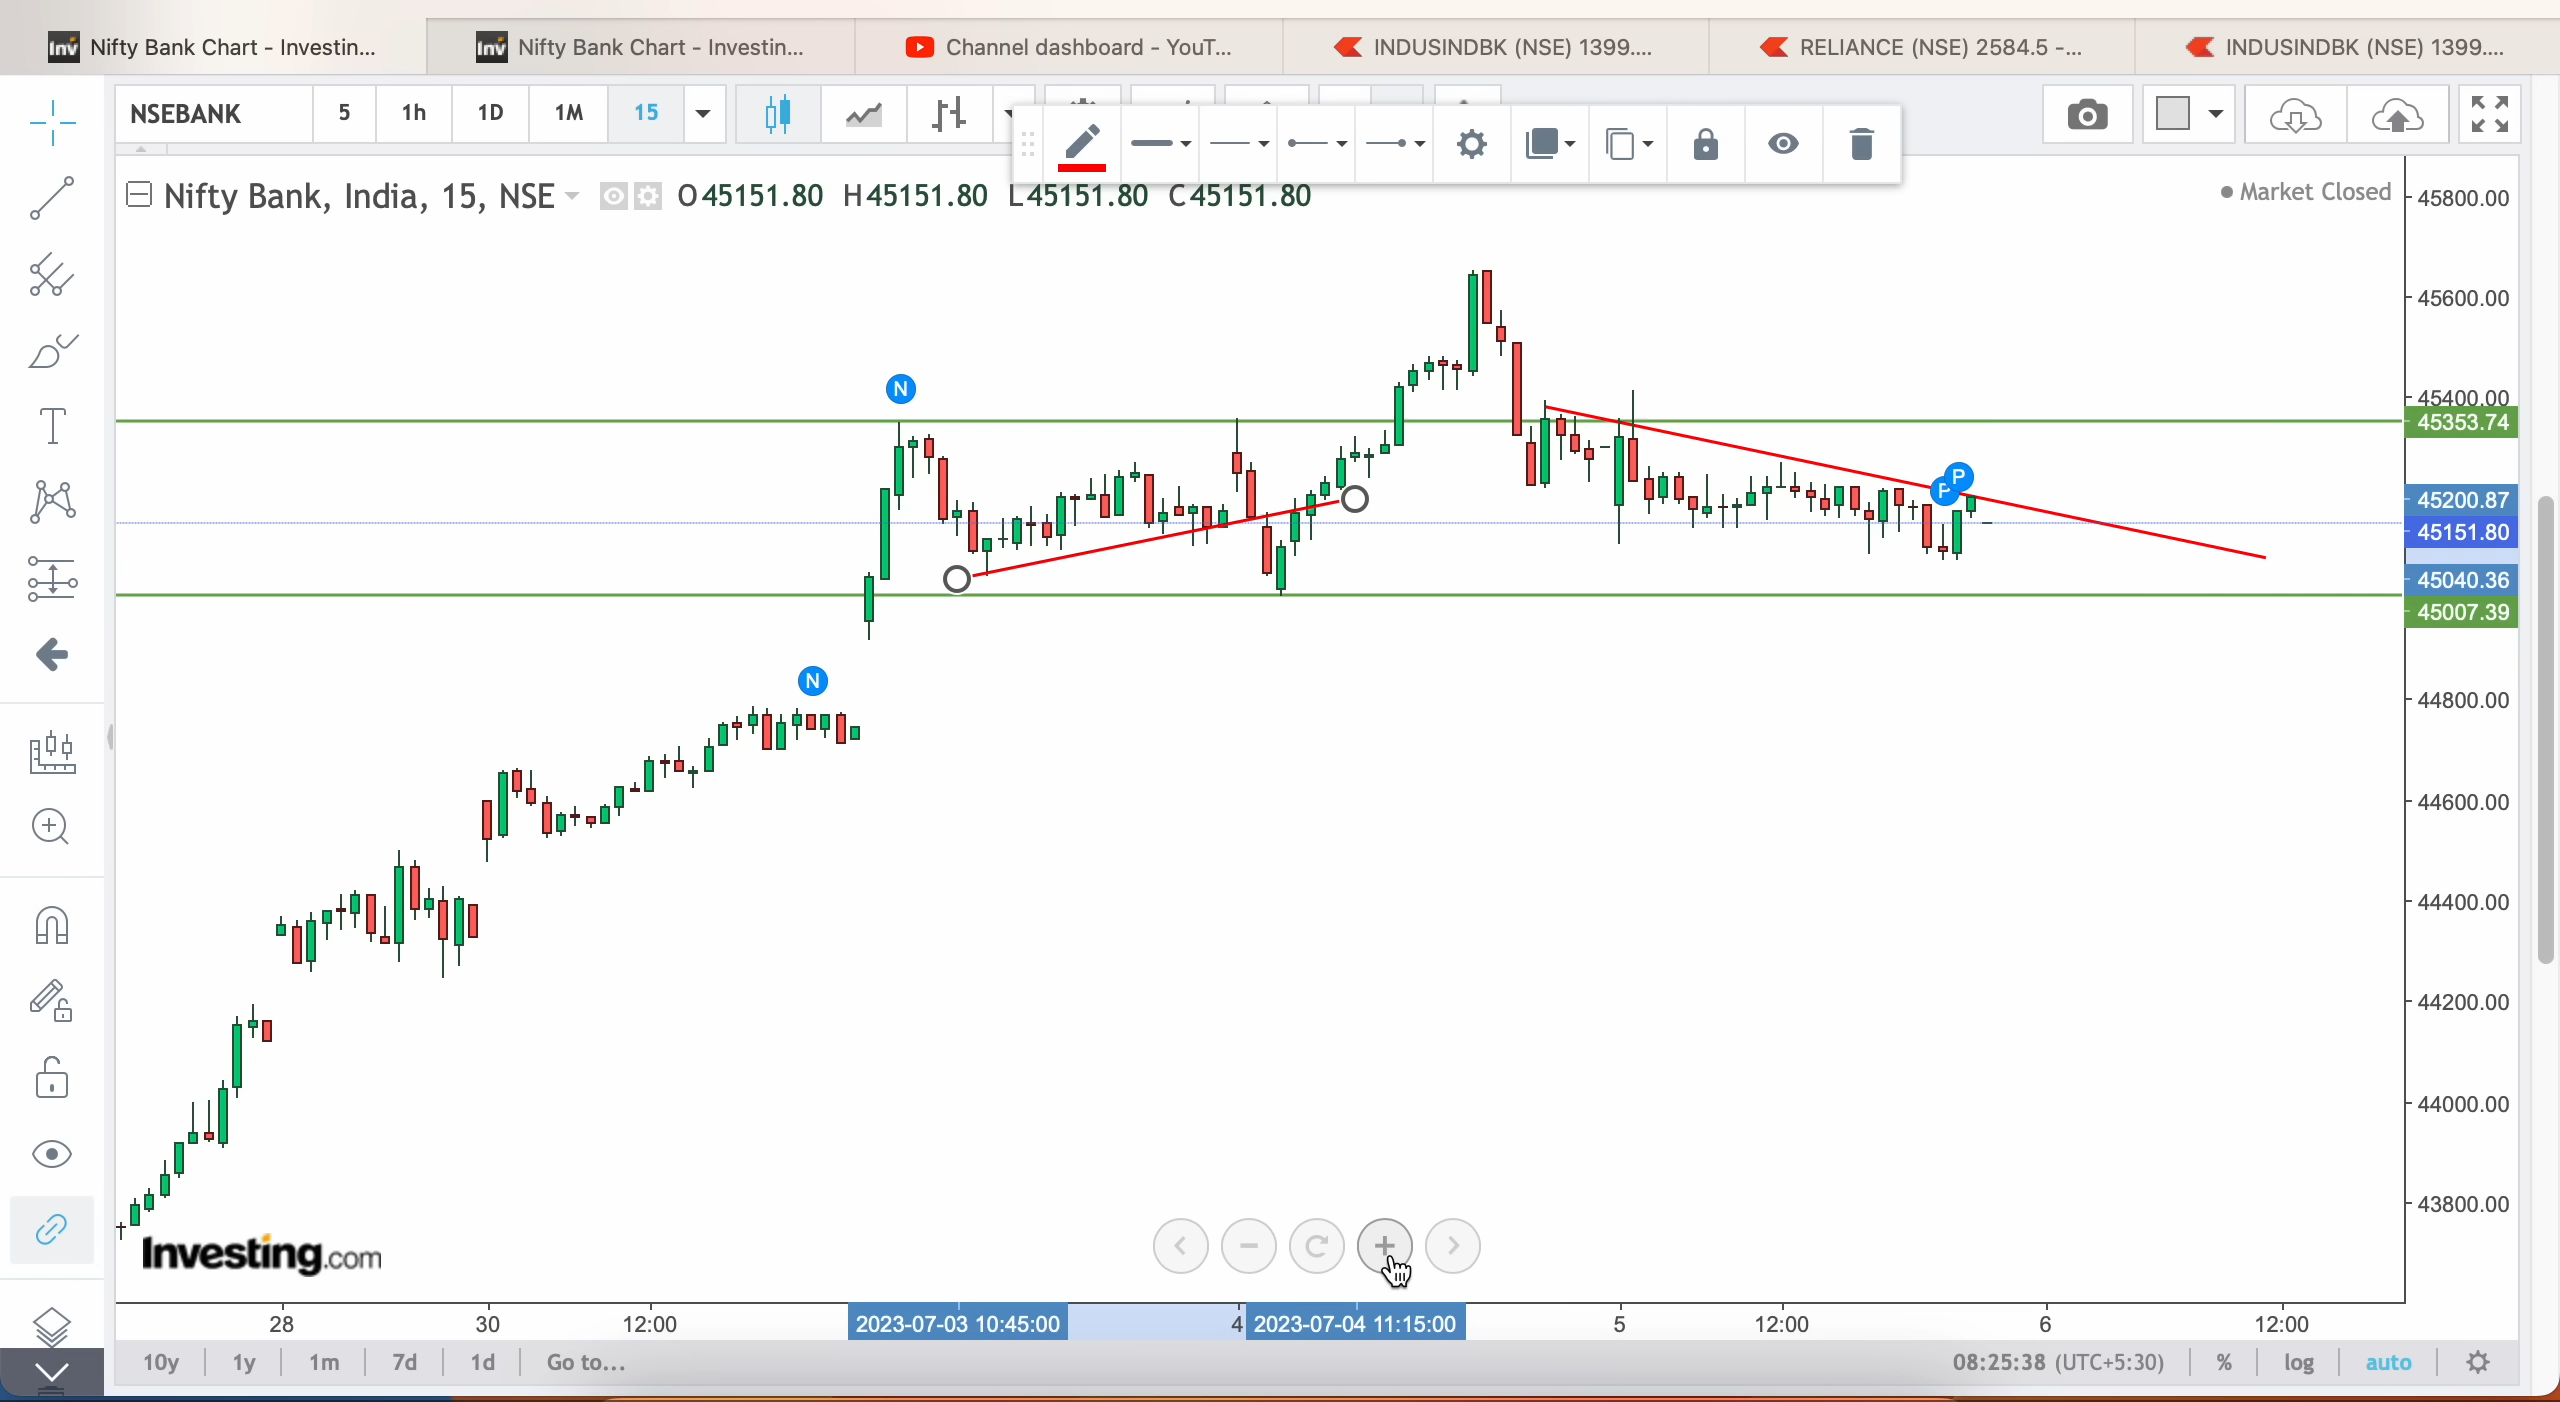 Nifty Bank Chart - Investin...
Nifty Bank Chart - Investin...
Channel dashboard - YouT...
INDUSINDBK (NSE) 1399....
RELIANCE (NSE) 2584.5 -...
INDUSINDBK (NSE) 1399....
NSEBANK 5 1h 1D 1M 15
Nifty Bank, India, 15, NSE O45151.80 H45151.80 L45151.80 C45151.80
Market Closed
45800.00
45600.00
45400.00
45353.74
45200.87
45151.80
45040.36
45007.39
44800.00
44600.00
44400.00
44200.00
44000.00
43800.00
N
P
P
N
Investing.com
28 30 12:00 2023-07-03 10:45:00 4 2023-07-04 11:15:00 5 12:00 6 12:00
10y 1y 1m 7d 1d Go to... 08:25:38 (UTC+5:30) % log auto